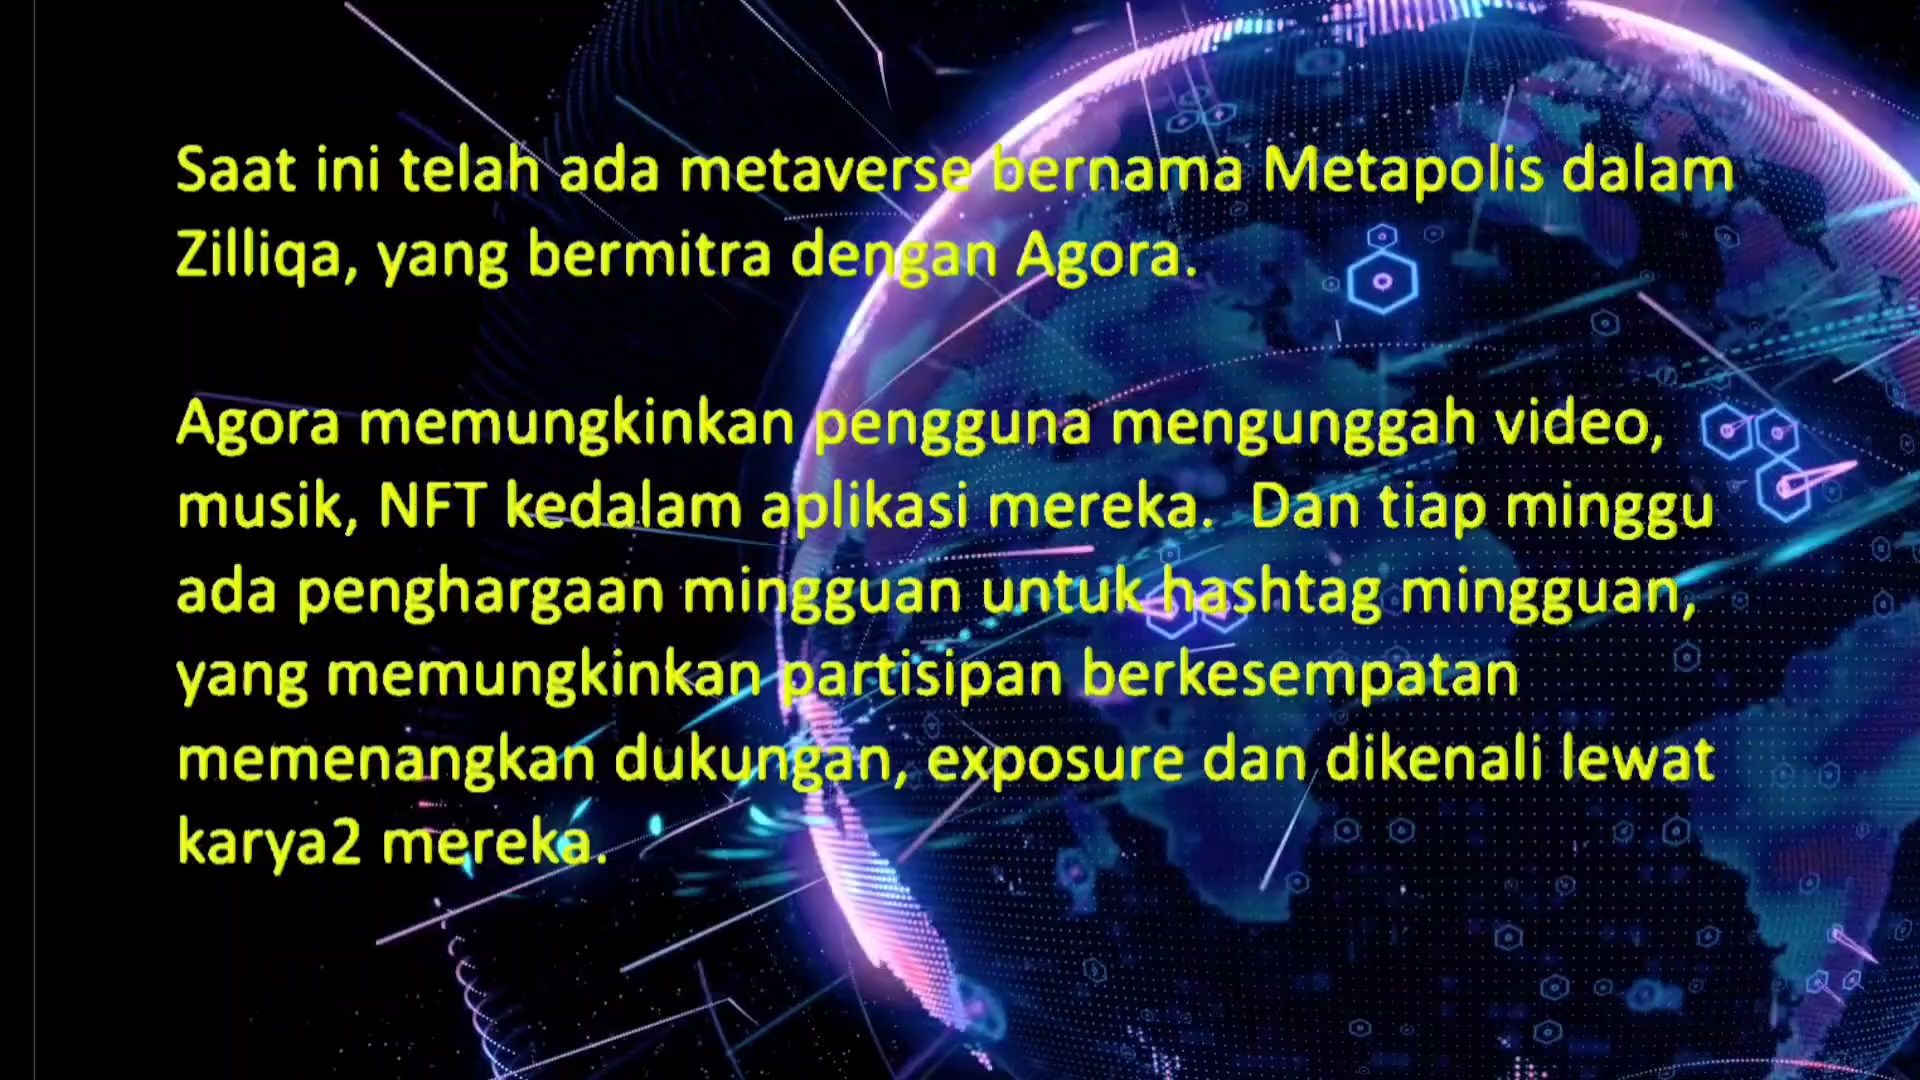 Saat ini telah ada metaverse bernama Metapolis dalam
Zilliqa, yang bermitra dengan Agora.
Agora memungkinkan pengguna mengunggah video,
musik, NFT kedalam aplikasi mereka.  Dan tiap minggu
ada penghargaan mingguan untuk hashtag mingguan,
yang memungkinkan partisipan berkesempatan
memenangkan dukungan, exposure dan dikenali lewat
karya2 mereka.